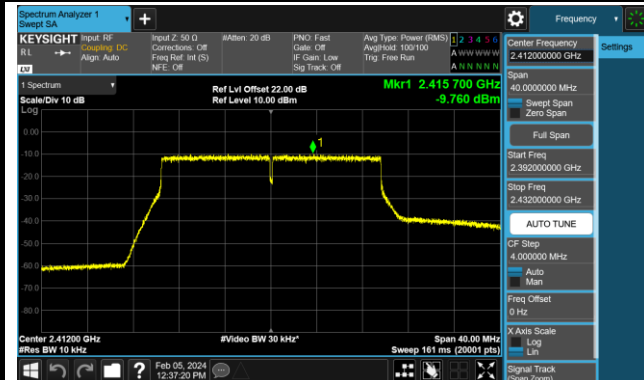 Spectrum Analyzer 1
Swept SA
Frequency
KEYSIGHT
RL
Input: RF
Coupling: DC
Align: Auto
Input Z: 50 Ω
Corrections: Off
Freq Ref: Int (S)
NFE: Off
#Atten: 20 dB
PNO: Fast
Gate: Off
IF Gain: Low
Sig Track: Off
Avg Type: Power (RMS)
Avg|Hold: 100/100
Trig: Free Run
1 2 3 4 5 6
A W W W W W
A N N N N N
LXI
1 Spectrum
Scale/Div 10 dB
Log
Ref Lvl Offset 22.00 dB
Ref Level 10.00 dBm
Mkr1 2.415 700 GHz
-9.760 dBm
1
0.00
-10.0
-20.0
-30.0
-40.0
-50.0
-60.0
-70.0
-80.0
Center 2.41200 GHz
#Res BW 10 kHz
#Video BW 30 kHz*
Span 40.00 MHz
Sweep 161 ms (20001 pts)
Feb 05, 2024
12:37:20 PM
?
Center Frequency
2.412000000 GHz
Settings
Span
40.0000000 MHz
Swept Span
Zero Span
Full Span
Start Freq
2.392000000 GHz
Stop Freq
2.432000000 GHz
AUTO TUNE
CF Step
4.000000 MHz
Auto
Man
Freq Offset
0 Hz
X Axis Scale
Log
Lin
Signal Track
(Span Zoom)